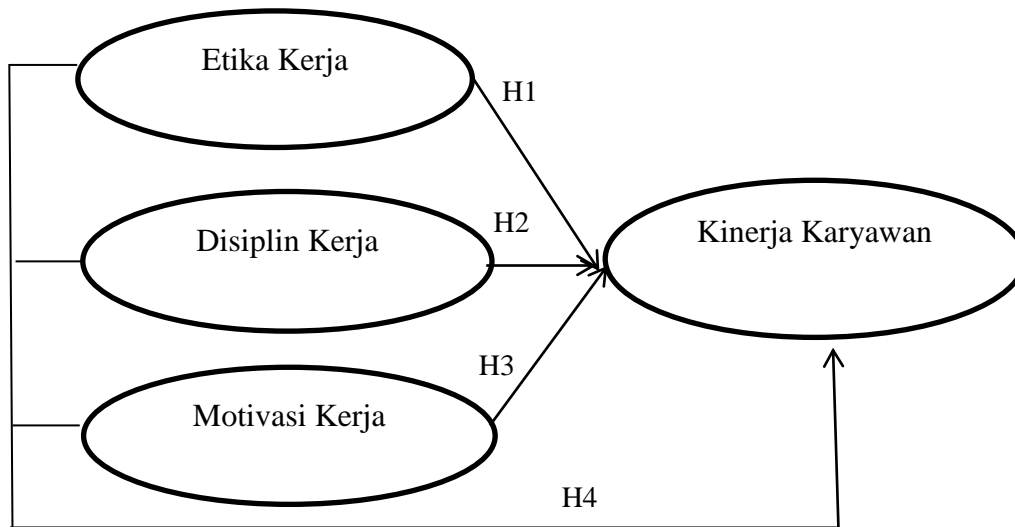 Etika Kerja
H1
H2
Disiplin Kerja
Kinerja Karyawan
H3
Motivasi Kerja
H4